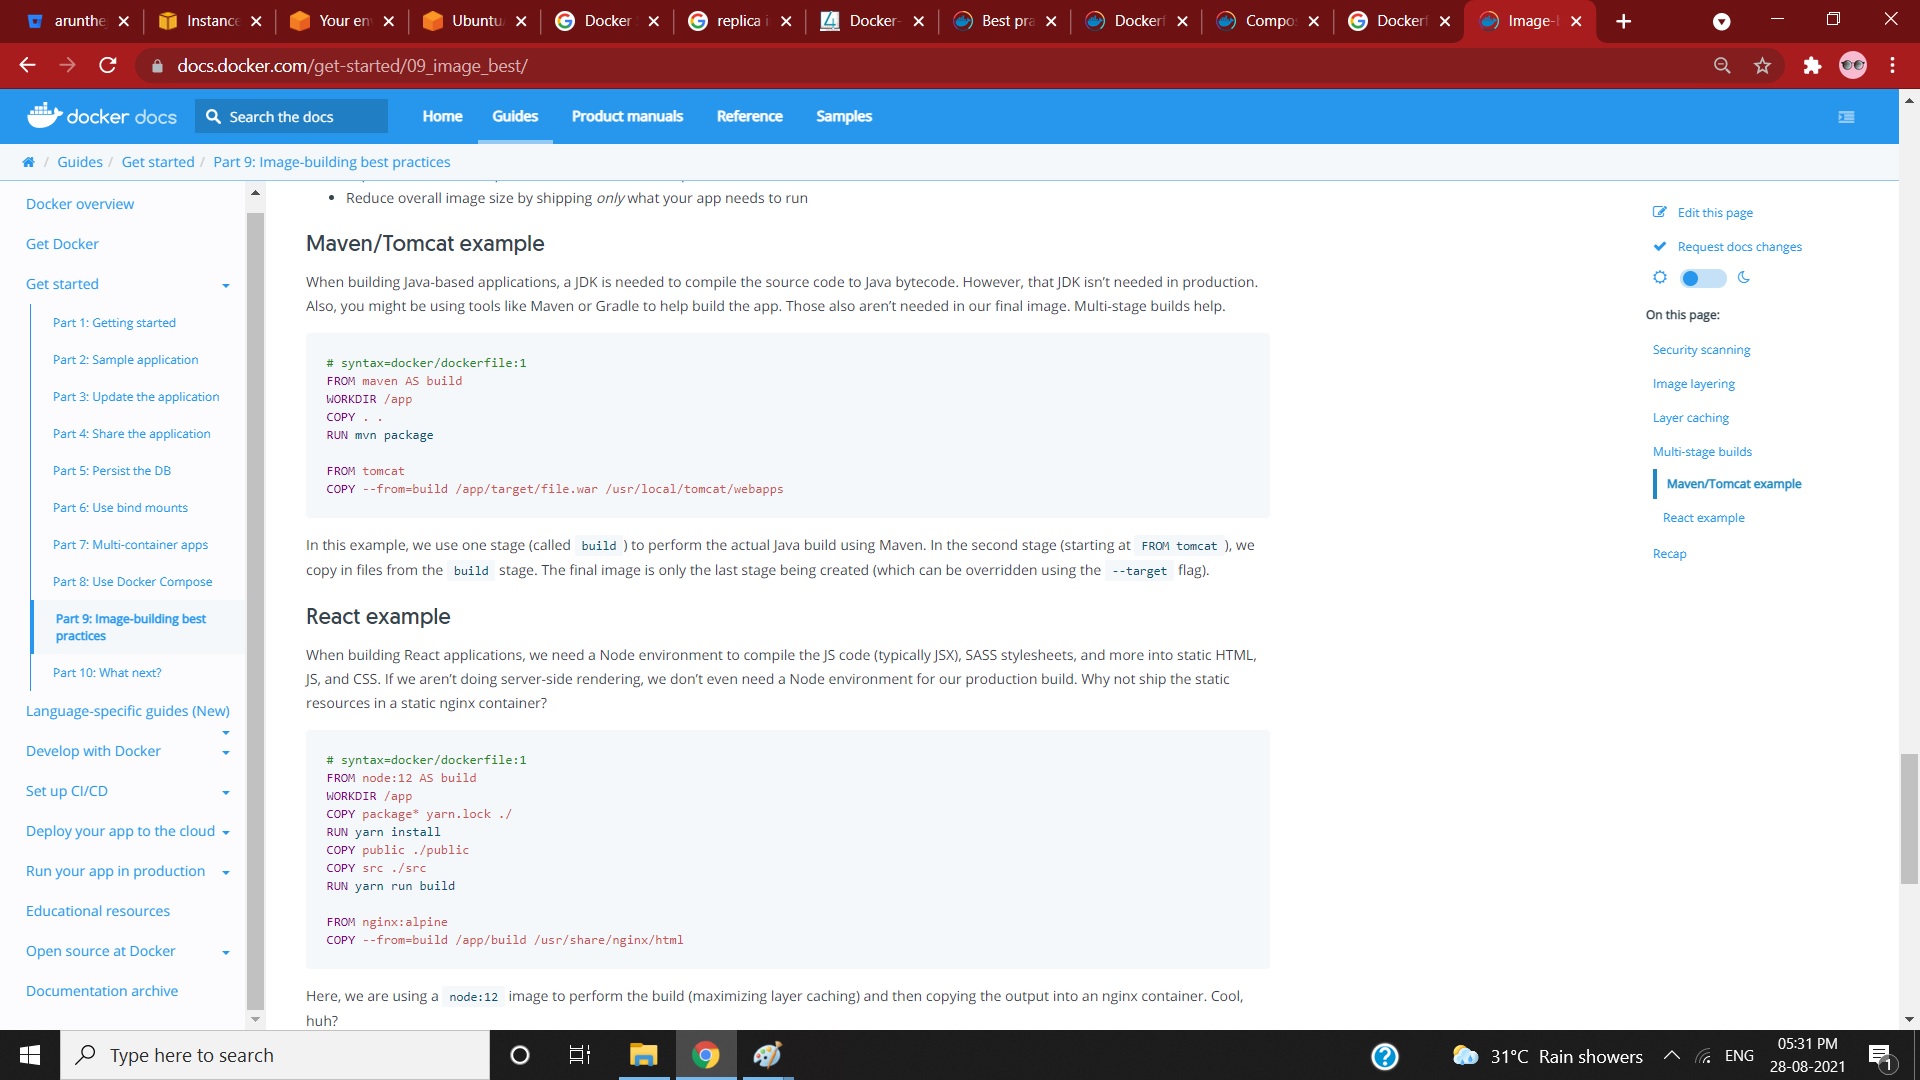 arunthe
Instance
Your en
Ubuntu
Docker
replica i
Docker-
Best pra
Dockerf
Compo
Dockerf
Image-
docs.docker.com/get-started/09_image_best/
docker docs
Search the docs
Home
Guides
Product manuals
Reference
Samples
/ Guides / Get started / Part 9: Image-building best practices
Docker overview
Get Docker
Get started
Part 1: Getting started
Part 2: Sample application
Part 3: Update the application
Part 4: Share the application
Part 5: Persist the DB
Part 6: Use bind mounts
Part 7: Multi-container apps
Part 8: Use Docker Compose
Part 9: Image-building best
practices
Part 10: What next?
Language-specific guides (New)
Develop with Docker
Set up CI/CD
Deploy your app to the cloud
Run your app in production
Educational resources
Open source at Docker
Documentation archive
• Reduce overall image size by shipping only what your app needs to run
Maven/Tomcat example
When building Java-based applications, a JDK is needed to compile the source code to Java bytecode. However, that JDK isn't needed in production.
Also, you might be using tools like Maven or Gradle to help build the app. Those also aren't needed in our final image. Multi-stage builds help.
# syntax=docker/dockerfile:1
FROM maven AS build
WORKDIR /app
COPY . .
RUN mvn package
FROM tomcat
COPY --from=build /app/target/file.war /usr/local/tomcat/webapps
In this example, we use one stage (called build ) to perform the actual Java build using Maven. In the second stage (starting at FROM tomcat ), we
copy in files from the build stage. The final image is only the last stage being created (which can be overridden using the --target flag).
React example
When building React applications, we need a Node environment to compile the JS code (typically JSX), SASS stylesheets, and more into static HTML,
JS, and CSS. If we aren't doing server-side rendering, we don't even need a Node environment for our production build. Why not ship the static
resources in a static nginx container?
# syntax=docker/dockerfile:1
FROM node:12 AS build
WORKDIR /app
COPY package* yarn.lock ./
RUN yarn install
COPY public ./public
COPY src ./src
RUN yarn run build
FROM nginx:alpine
COPY --from=build /app/build /usr/share/nginx/html
Here, we are using a node:12 image to perform the build (maximizing layer caching) and then copying the output into an nginx container. Cool,
huh?
Edit this page
Request docs changes
On this page:
Security scanning
Image layering
Layer caching
Multi-stage builds
Maven/Tomcat example
React example
Recap
Type here to search
31°C Rain showers
ENG
05:31 PM
28-08-2021
1